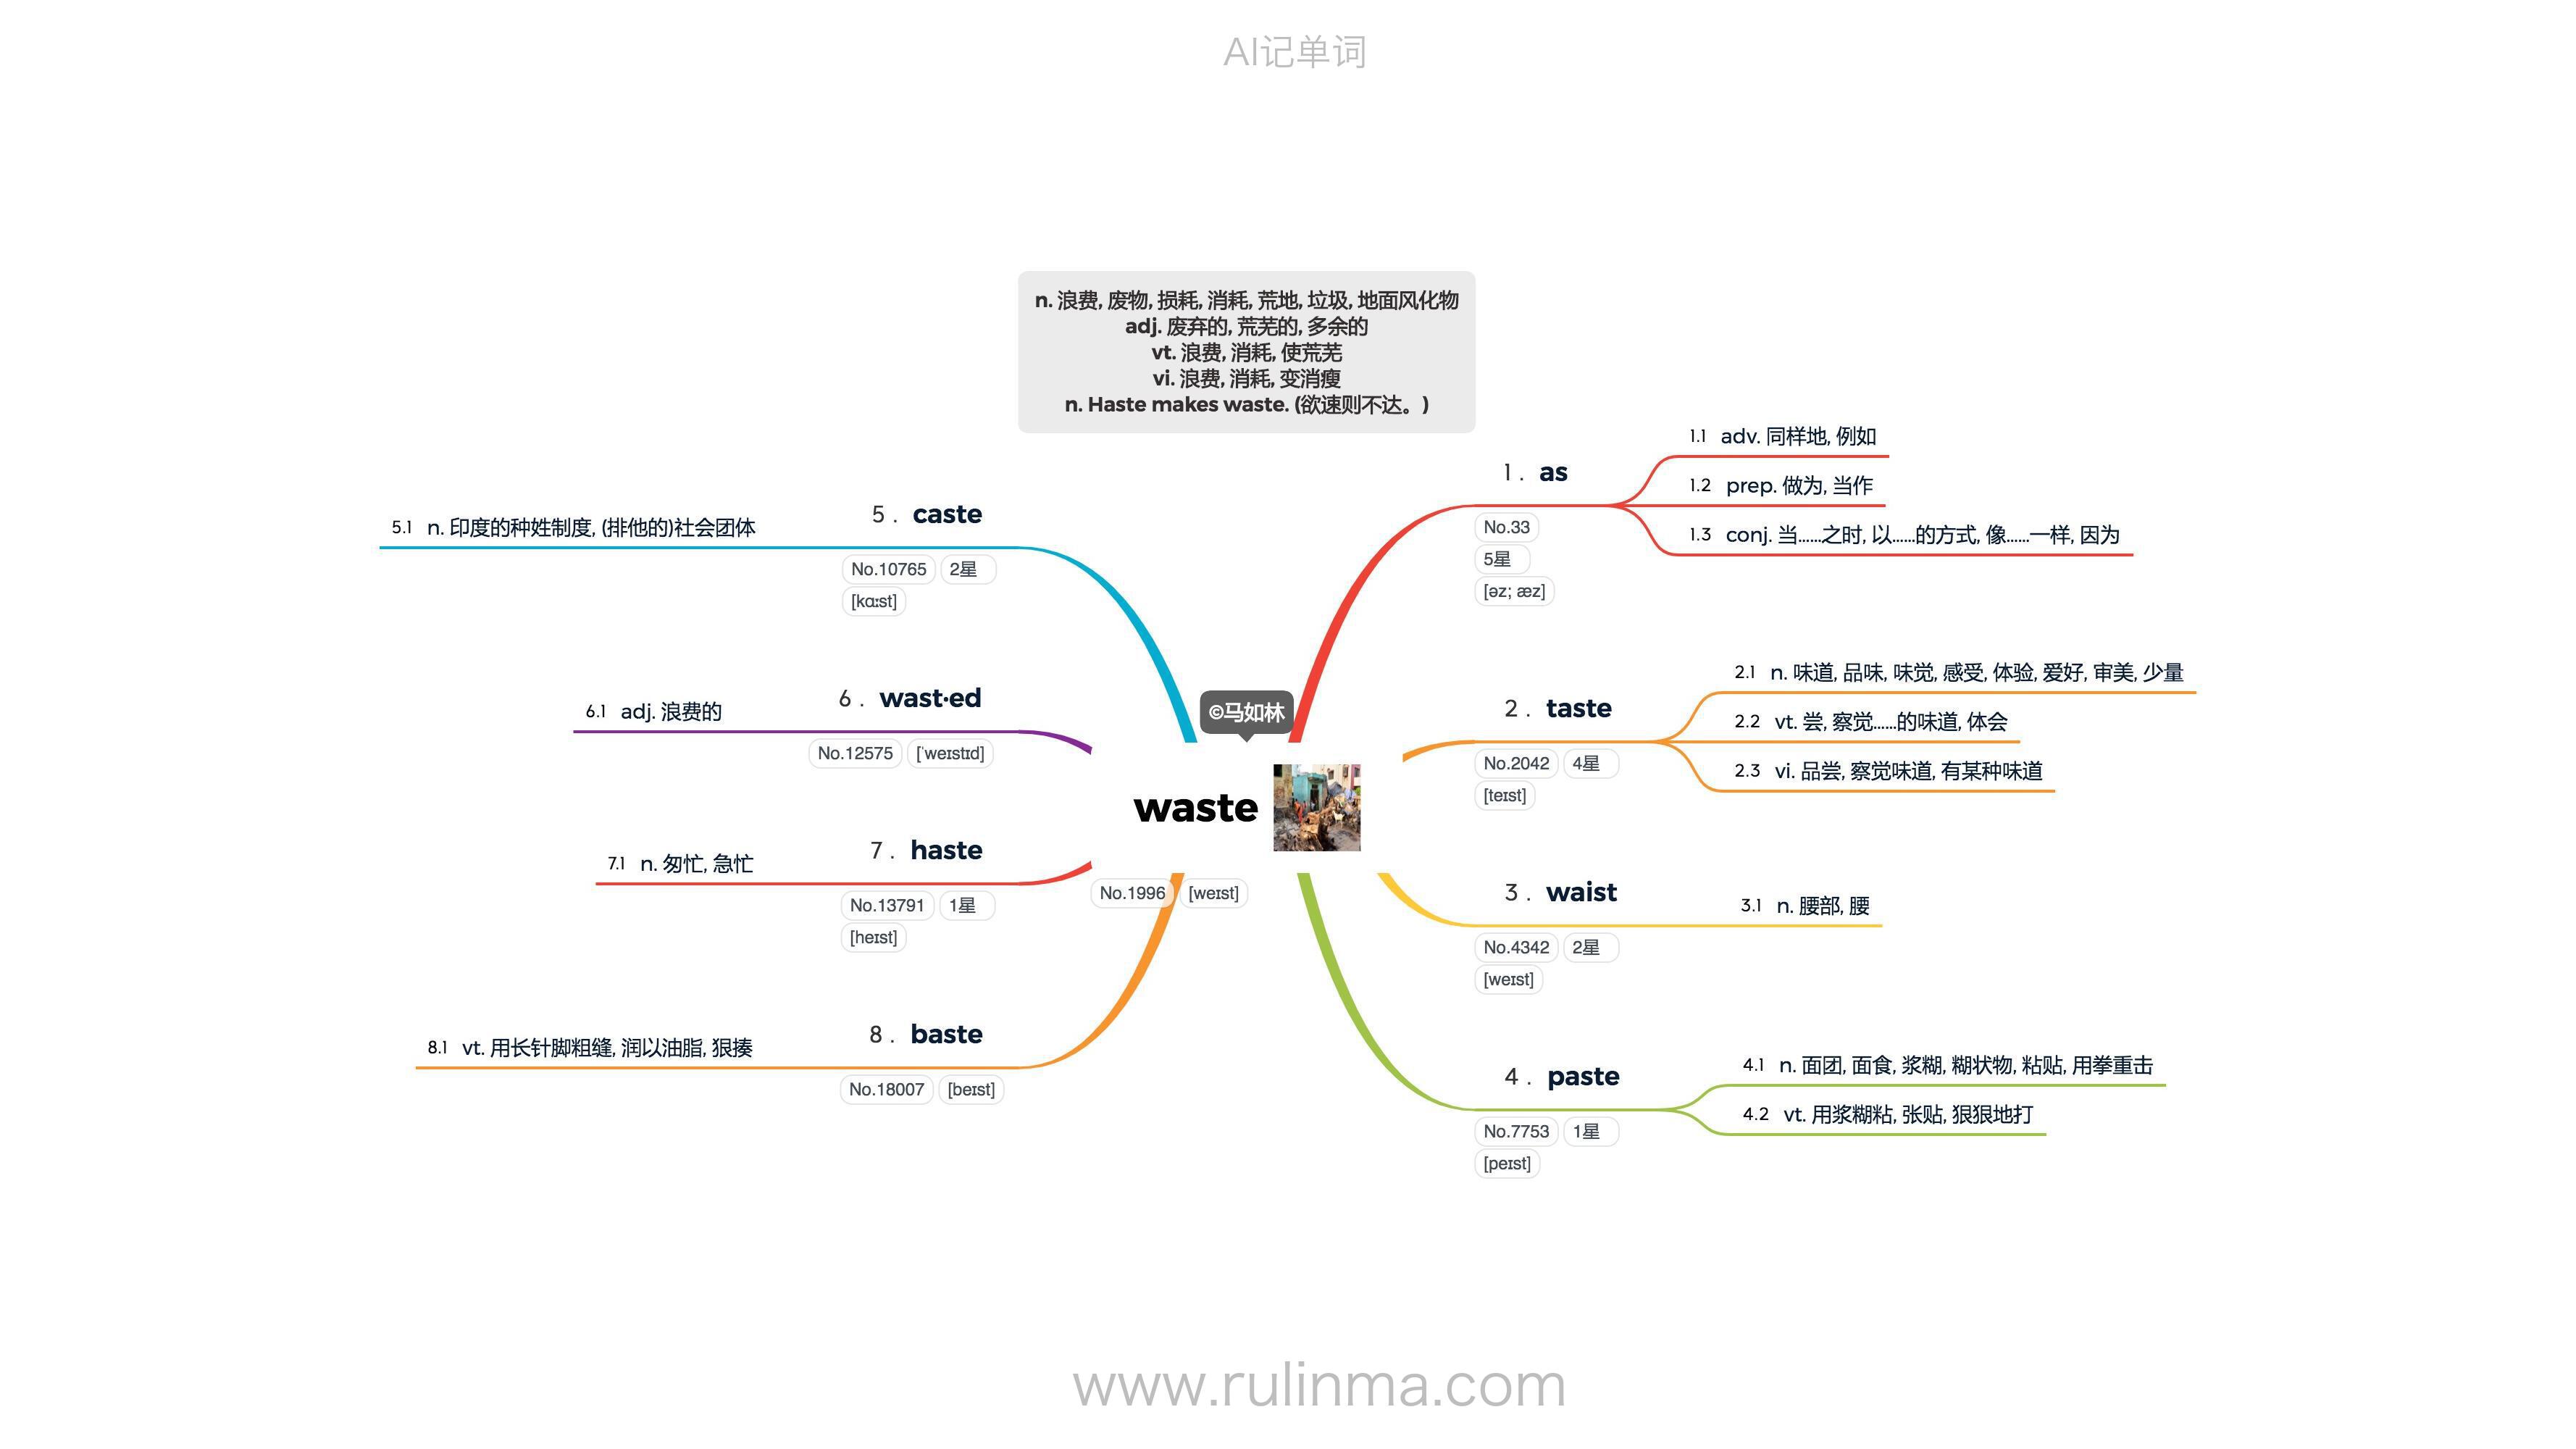 AI记单词
n. 浪费, 废物, 损耗, 消耗, 荒地, 垃圾, 地面风化物
adj. 废弃的, 荒芜的, 多余的
vt. 浪费, 消耗, 使荒芜
vi. 浪费, 消耗, 变消瘦
n. Haste makes waste. (欲速则不达。)
©马如林
waste
No.1996 [weɪst]
1. as
No.33
5星
[əz; æz]
1.1 adv. 同样地, 例如
1.2 prep. 做为, 当作
1.3 conj. 当……之时, 以……的方式, 像……一样, 因为
2. taste
No.2042 4星
[teɪst]
2.1 n. 味道, 品味, 味觉, 感受, 体验, 爱好, 审美, 少量
2.2 vt. 尝, 察觉……的味道, 体会
2.3 vi. 品尝, 察觉味道, 有某种味道
3. waist
No.4342 2星
[weɪst]
3.1 n. 腰部, 腰
4. paste
No.7753 1星
[peɪst]
4.1 n. 面团, 面食, 浆糊, 糊状物, 粘贴, 用拳重击
4.2 vt. 用浆糊粘, 张贴, 狠狠地打
5. caste
No.10765 2星
[kɑːst]
5.1 n. 印度的种姓制度, (排他的)社会团体
6. wast·ed
No.12575 [ˈweɪstɪd]
6.1 adj. 浪费的
7. haste
No.13791 1星
[heɪst]
7.1 n. 匆忙, 急忙
8. baste
No.18007 [beɪst]
8.1 vt. 用长针脚粗缝, 润以油脂, 狠揍
www.rulinma.com